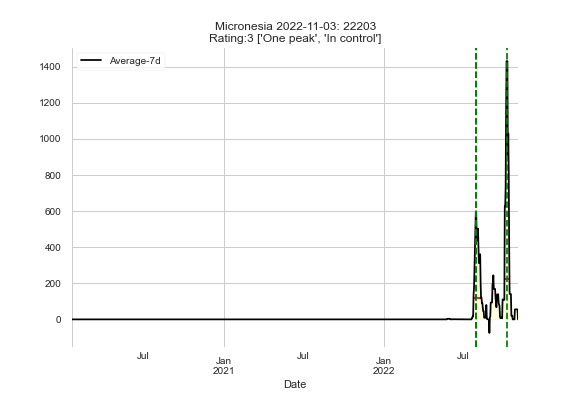 Micronesia 2022-11-03: 22203
Rating:3 ['One peak', 'In control']
Average-7d
1400
1200
1000
800
600
400
200
0
Jul
Jan
2021
Jul
Jan
2022
Jul
Date